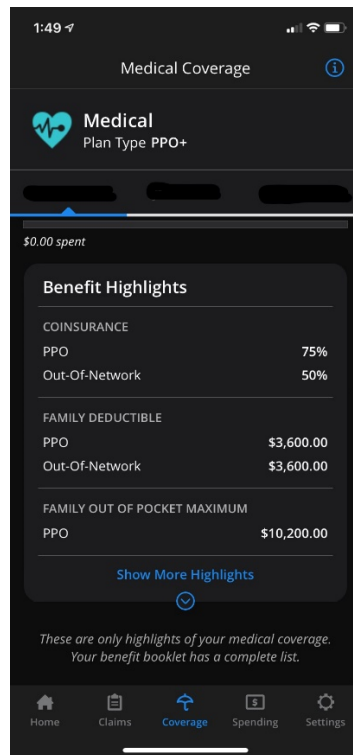 1:49
Medical Coverage
Medical
Plan Type PPO+
$0.00 spent
Benefit Highlights
COINSURANCE
PPO 75%
Out-Of-Network 50%
FAMILY DEDUCTIBLE
PPO $3,600.00
Out-Of-Network $3,600.00
FAMILY OUT OF POCKET MAXIMUM
PPO $10,200.00
Show More Highlights
These are only highlights of your medical coverage.
Your benefit booklet has a complete list.
Home Claims Coverage Spending Settings